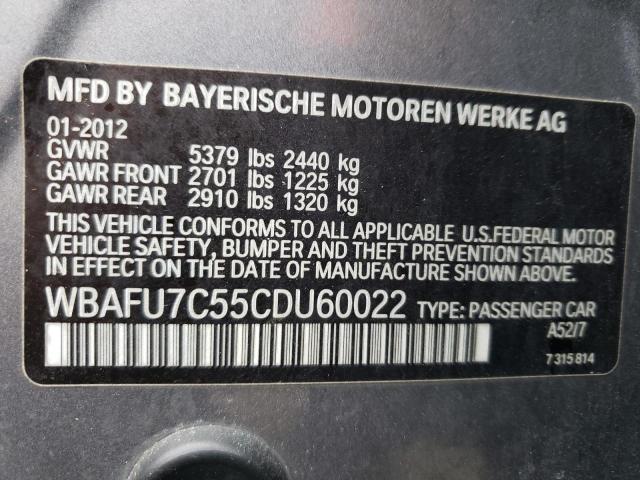 MFD BY BAYERISCHE MOTOREN WERKE AG
01-2012
GVWR 5379 lbs 2440 kg
GAWR FRONT 2701 lbs 1225 kg
GAWR REAR 2910 lbs 1320 kg
THIS VEHICLE CONFORMS TO ALL APPLICABLE U.S.FEDERAL MOTOR
VEHICLE SAFETY, BUMPER AND THEFT PREVENTION STANDARDS
IN EFFECT ON THE DATE OF MANUFACTURE SHOWN ABOVE.
WBAFU7C55CDU60022 TYPE: PASSENGER CAR
A52/7
7 315 814